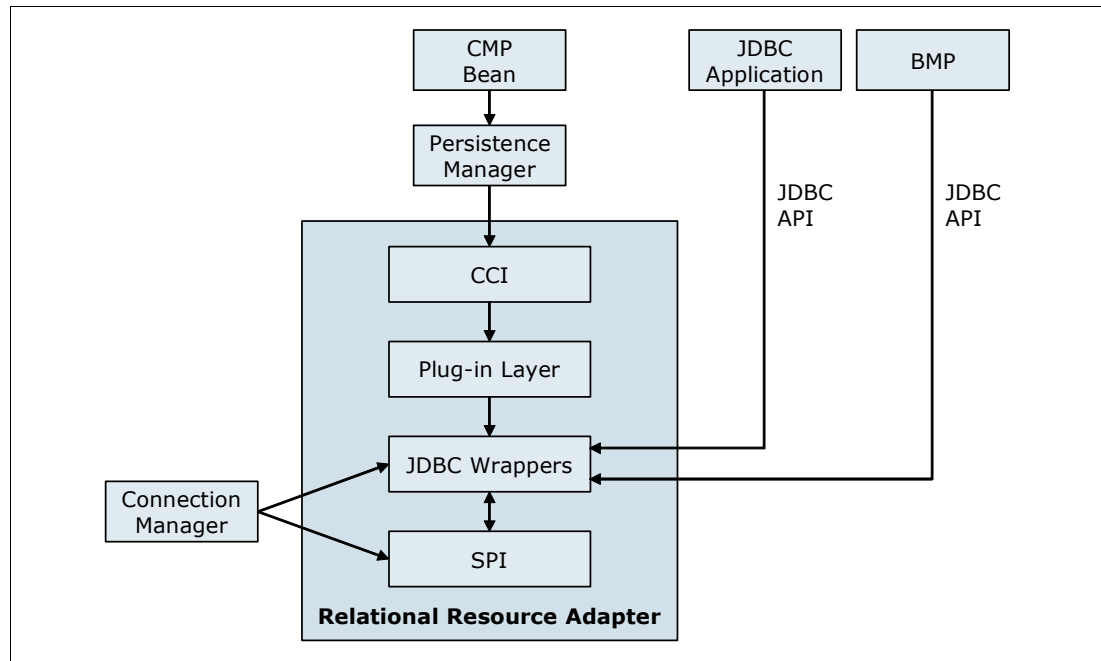 CMP
Bean
JDBC
Application
BMP
Persistence
Manager
JDBC
API
JDBC
API
CCI
Plug-in Layer
JDBC Wrappers
Connection
Manager
SPI
Relational Resource Adapter